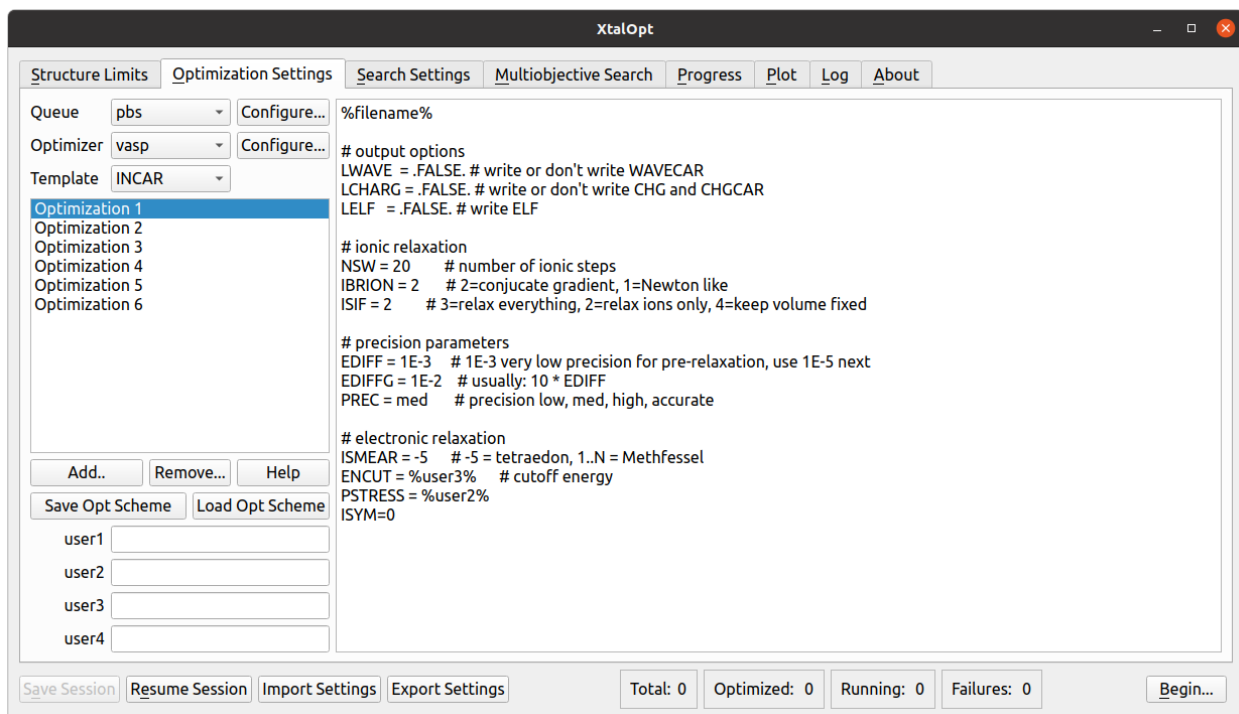 XtalOpt
Structure Limits
Optimization Settings
Search Settings
Multiobjective Search
Progress
Plot
Log
About
Queue
pbs
Configure...
Optimizer
vasp
Configure...
Template
INCAR
Optimization 1
Optimization 2
Optimization 3
Optimization 4
Optimization 5
Optimization 6
Add..
Remove...
Help
Save Opt Scheme
Load Opt Scheme
user1
user2
user3
user4
%filename%
# output options
LWAVE = .FALSE. # write or don't write WAVECAR
LCHARG = .FALSE. # write or don't write CHG and CHGCAR
LELF = .FALSE. # write ELF
# ionic relaxation
NSW = 20 # number of ionic steps
IBRION = 2 # 2=conjucate gradient, 1=Newton like
ISIF = 2 # 3=relax everything, 2=relax ions only, 4=keep volume fixed
# precision parameters
EDIFF = 1E-3 # 1E-3 very low precision for pre-relaxation, use 1E-5 next
EDIFFG = 1E-2 # usually: 10 * EDIFF
PREC = med # precision low, med, high, accurate
# electronic relaxation
ISMEAR = -5 # -5 = tetraedon, 1..N = Methfessel
ENCUT = %user3% # cutoff energy
PSTRESS = %user2%
ISYM=0
Save Session
Resume Session
Import Settings
Export Settings
Total: 0
Optimized: 0
Running: 0
Failures: 0
Begin...